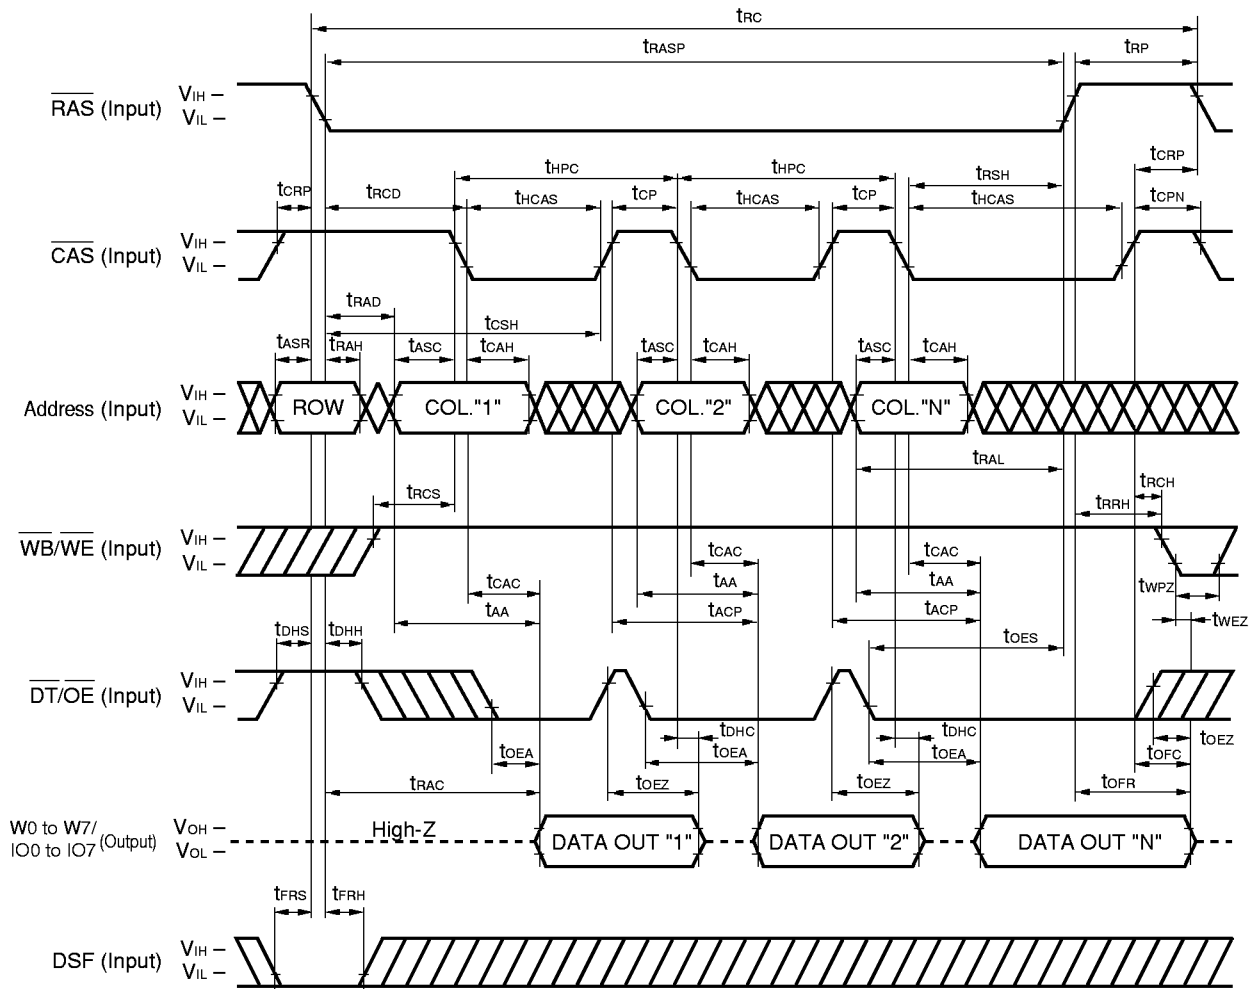 tRC
tRASP tRP
RAS (Input) VIH VIL
tCRP
tHPC tHPC
tCRP tRCD tRSH
tHCAS tCP tHCAS tCP tHCAS tCPN
CAS (Input) VIH VIL
tRAD
tCSH
tASR tRAH tASC tCAH tASC tCAH tASC tCAH
Address (Input) VIH VIL ROW COL."1" COL."2" COL."N"
tRAL
tRCS tRCH
tRRH
WB/WE (Input) VIH VIL
tCAC tCAC
tCAC tAA tAA tWPZ
tAA tACP tACP tWEZ
tDHS tDHH tOES
DT/OE (Input) VIH VIL
tDHC tDHC tOEZ
tOEA tOEA tOEA tOFC
tRAC tOEZ tOEZ tOFR
W0 to W7/
IO0 to IO7 (Output) VOH VOL High-Z DATA OUT "1" DATA OUT "2" DATA OUT "N"
tFRS tFRH
DSF (Input) VIH VIL